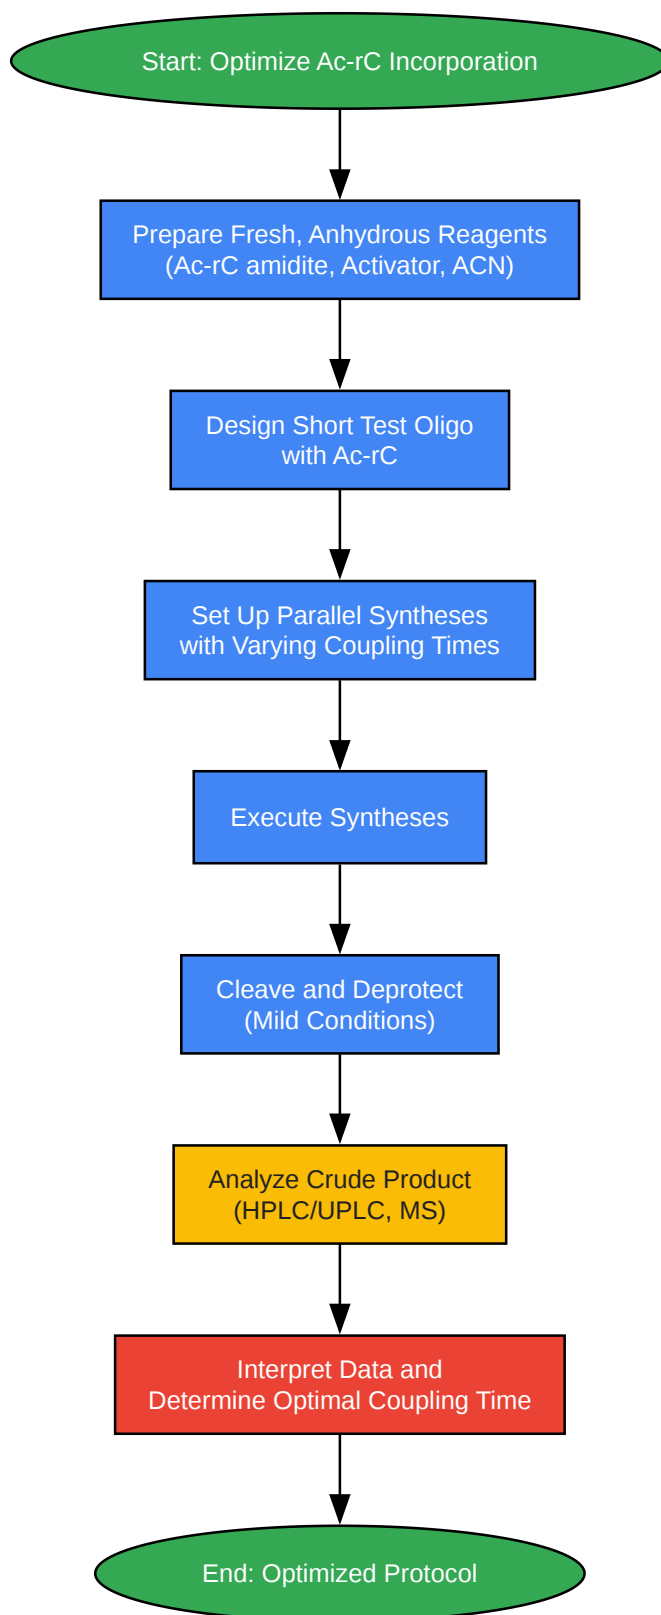 Start: Optimize Ac-rC Incorporation
Prepare Fresh, Anhydrous Reagents
(Ac-rC amidite, Activator, ACN)
Design Short Test Oligo
with Ac-rC
Set Up Parallel Syntheses
with Varying Coupling Times
Execute Syntheses
Cleave and Deprotect
(Mild Conditions)
Analyze Crude Product
(HPLC/UPLC, MS)
Interpret Data and
Determine Optimal Coupling Time
End: Optimized Protocol